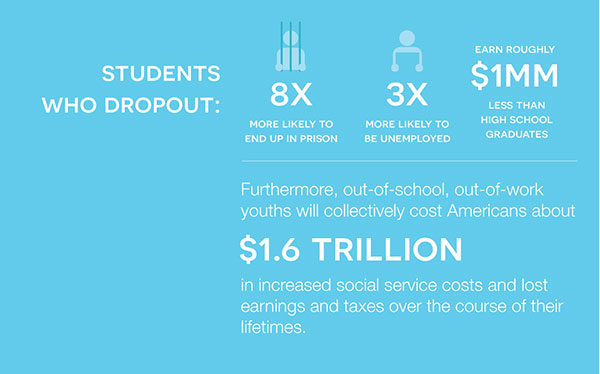 STUDENTS
WHO DROPOUT:
8X
MORE LIKELY TO
END UP IN PRISON
3X
MORE LIKELY TO
BE UNEMPLOYED
EARN ROUGHLY
$1MM
LESS THAN
HIGH SCHOOL
GRADUATES
Furthermore, out-of-school, out-of-work
youths will collectively cost Americans about
$1.6 TRILLION
in increased social service costs and lost
earnings and taxes over the course of their
lifetimes.